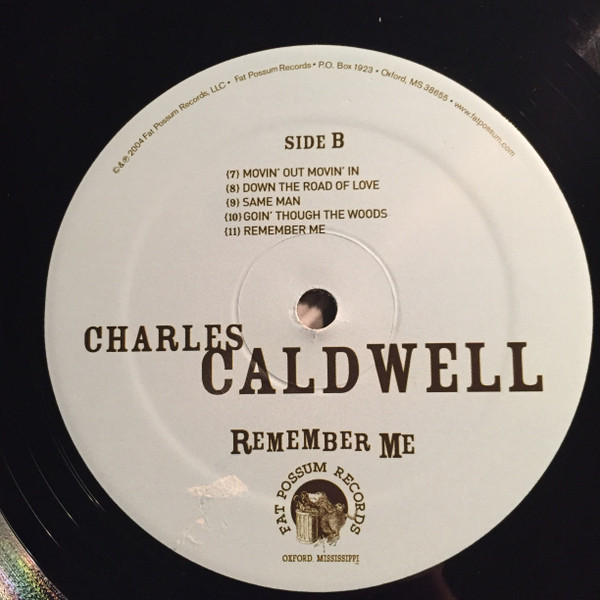 ℗&© 2004 Fat Possum Records, LLC • Fat Possum Records • P.O. Box 1923 • Oxford, MS 38655 • www.fatpossum.com
SIDE B
(7) MOVIN' OUT MOVIN' IN
(8) DOWN THE ROAD OF LOVE
(9) SAME MAN
(10) GOIN' THOUGH THE WOODS
(11) REMEMBER ME
CHARLES
CALDWELL
REMEMBER ME
FAT POSSUM RECORDS
OXFORD MISSISSIPPI